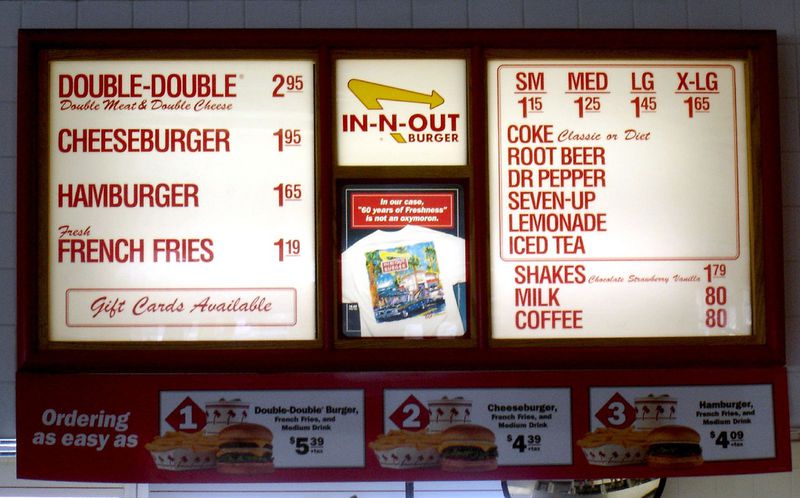 DOUBLE-DOUBLE® 2.95
Double Meat & Double Cheese
CHEESEBURGER 1.95
HAMBURGER 1.65
Fresh
FRENCH FRIES 1.19
Gift Cards Available
IN-N-OUT
BURGER
In our case,
"60 years of Freshness"
is not an oxymoron.
SM MED LG X-LG
1.15 1.25 1.45 1.65
COKE Classic or Diet
ROOT BEER
DR PEPPER
SEVEN-UP
LEMONADE
ICED TEA
SHAKES Chocolate Strawberry Vanilla 1.79
MILK 80
COFFEE 80
Ordering
as easy as
1
Double-Double® Burger,
French Fries, and
Medium Drink
$5.39
+tax
2
Cheeseburger,
French Fries, and
Medium Drink
$4.39
+tax
3
Hamburger,
French Fries, and
Medium Drink
$4.09
+tax